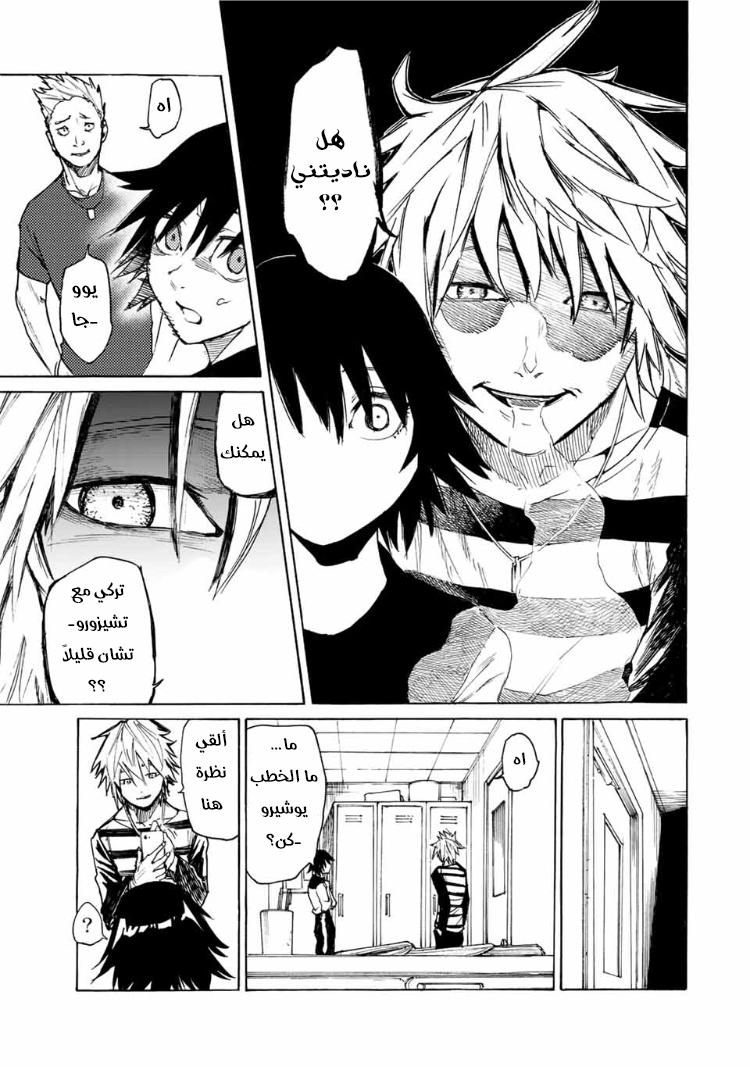 هل
ناديتني
؟؟
اه
يوو
-جا
هل
يمكنك
تركي مع
تشيزورو-
تشان قليلاً
؟؟
اه
ما...
ما الخطب
يوشيرو
-كن؟
ألقي
نظرة
هنا
؟